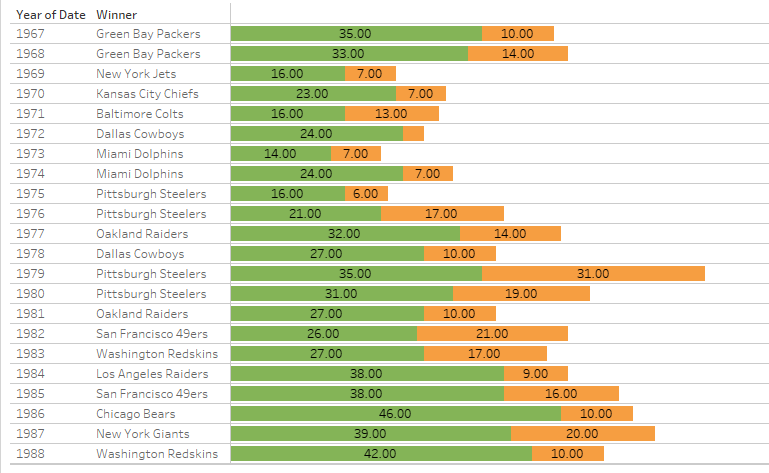 Year of Date Winner
1967 Green Bay Packers 35.00 10.00
1968 Green Bay Packers 33.00 14.00
1969 New York Jets 16.00 7.00
1970 Kansas City Chiefs 23.00 7.00
1971 Baltimore Colts 16.00 13.00
1972 Dallas Cowboys 24.00
1973 Miami Dolphins 14.00 7.00
1974 Miami Dolphins 24.00 7.00
1975 Pittsburgh Steelers 16.00 6.00
1976 Pittsburgh Steelers 21.00 17.00
1977 Oakland Raiders 32.00 14.00
1978 Dallas Cowboys 27.00 10.00
1979 Pittsburgh Steelers 35.00 31.00
1980 Pittsburgh Steelers 31.00 19.00
1981 Oakland Raiders 27.00 10.00
1982 San Francisco 49ers 26.00 21.00
1983 Washington Redskins 27.00 17.00
1984 Los Angeles Raiders 38.00 9.00
1985 San Francisco 49ers 38.00 16.00
1986 Chicago Bears 46.00 10.00
1987 New York Giants 39.00 20.00
1988 Washington Redskins 42.00 10.00